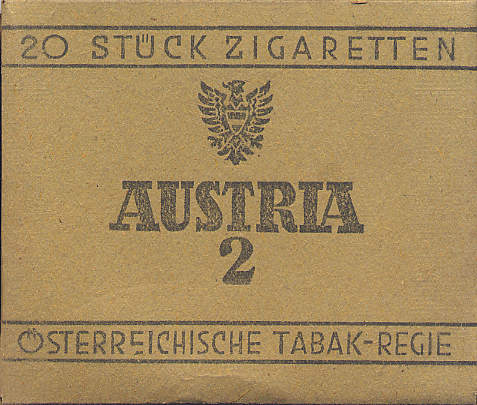 20 STÜCK ZIGARETTEN
AUSTRIA
2
ÖSTERREICHISCHE TABAK-REGIE